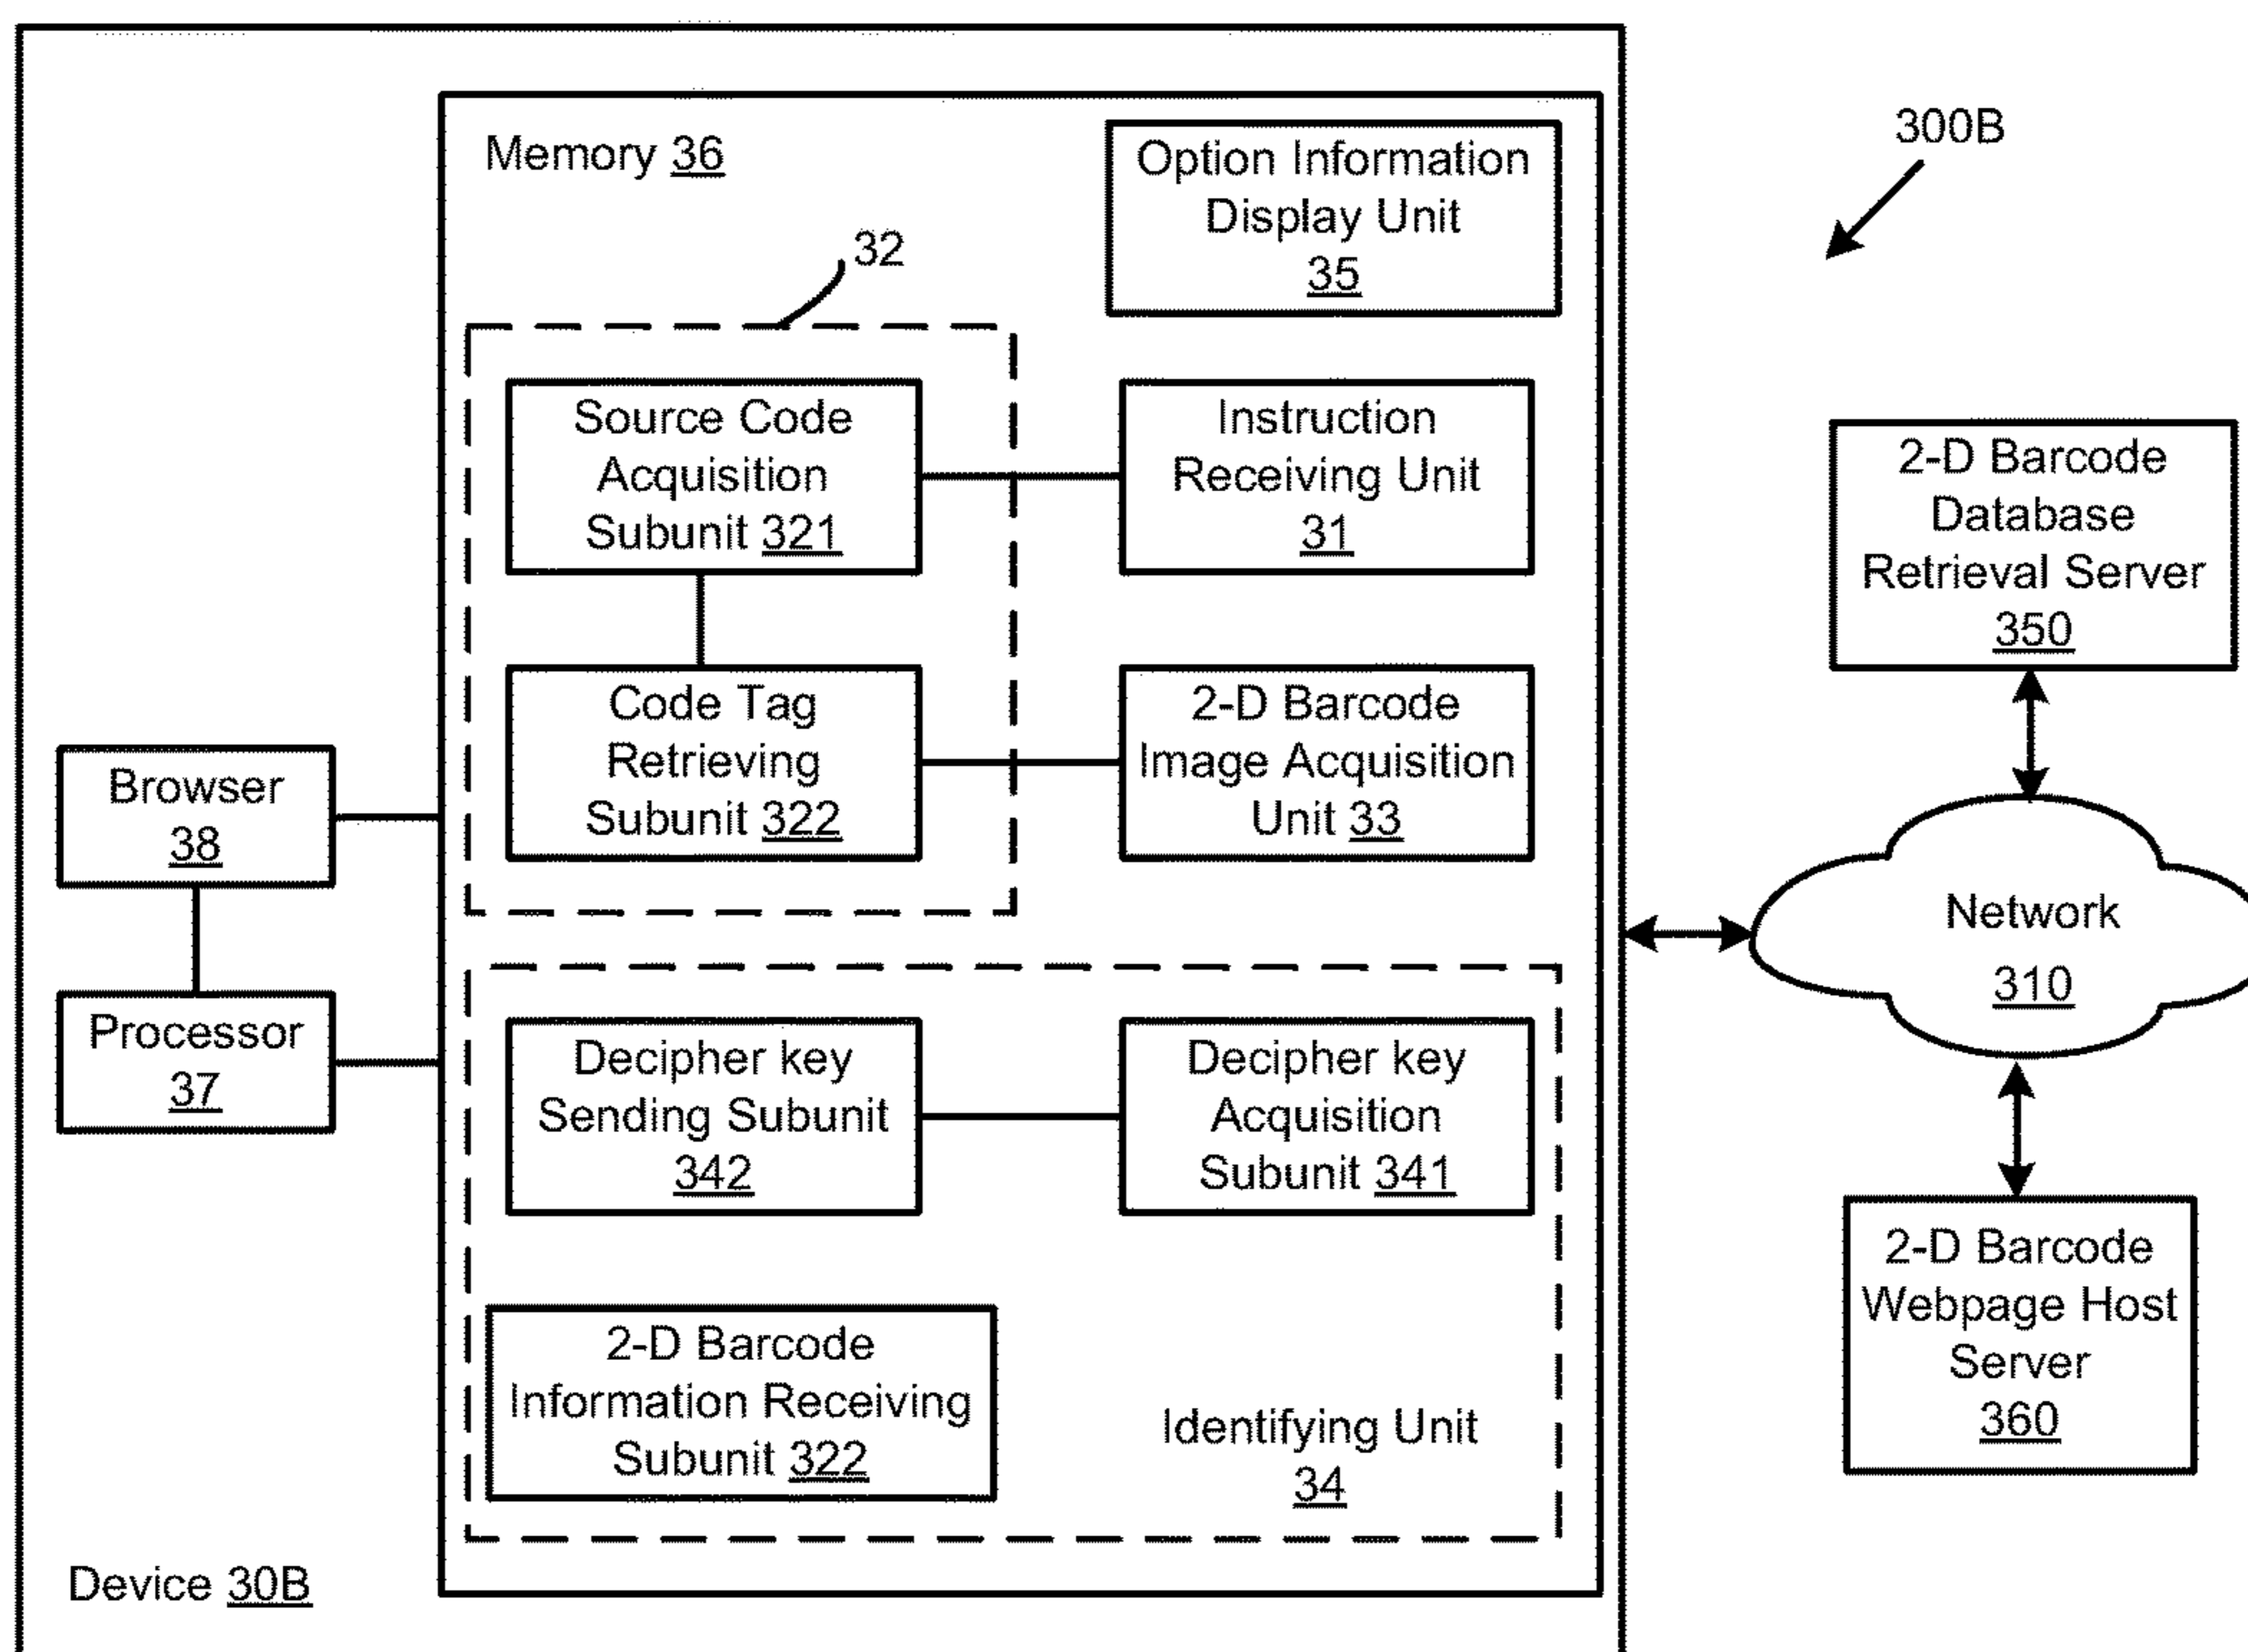 Memory 36
Option Information
Display Unit
35
300B
32
Source Code
Acquisition
Subunit 321
Instruction
Receiving Unit
31
2-D Barcode
Database
Retrieval Server
350
Code Tag
Retrieving
Subunit 322
2-D Barcode
Image Acquisition
Unit 33
Browser
38
Network
310
Processor
37
Decipher key
Sending Subunit
342
Decipher key
Acquisition
Subunit 341
2-D Barcode
Webpage Host
Server
360
2-D Barcode
Information Receiving
Subunit 322
Identifying Unit
34
Device 30B